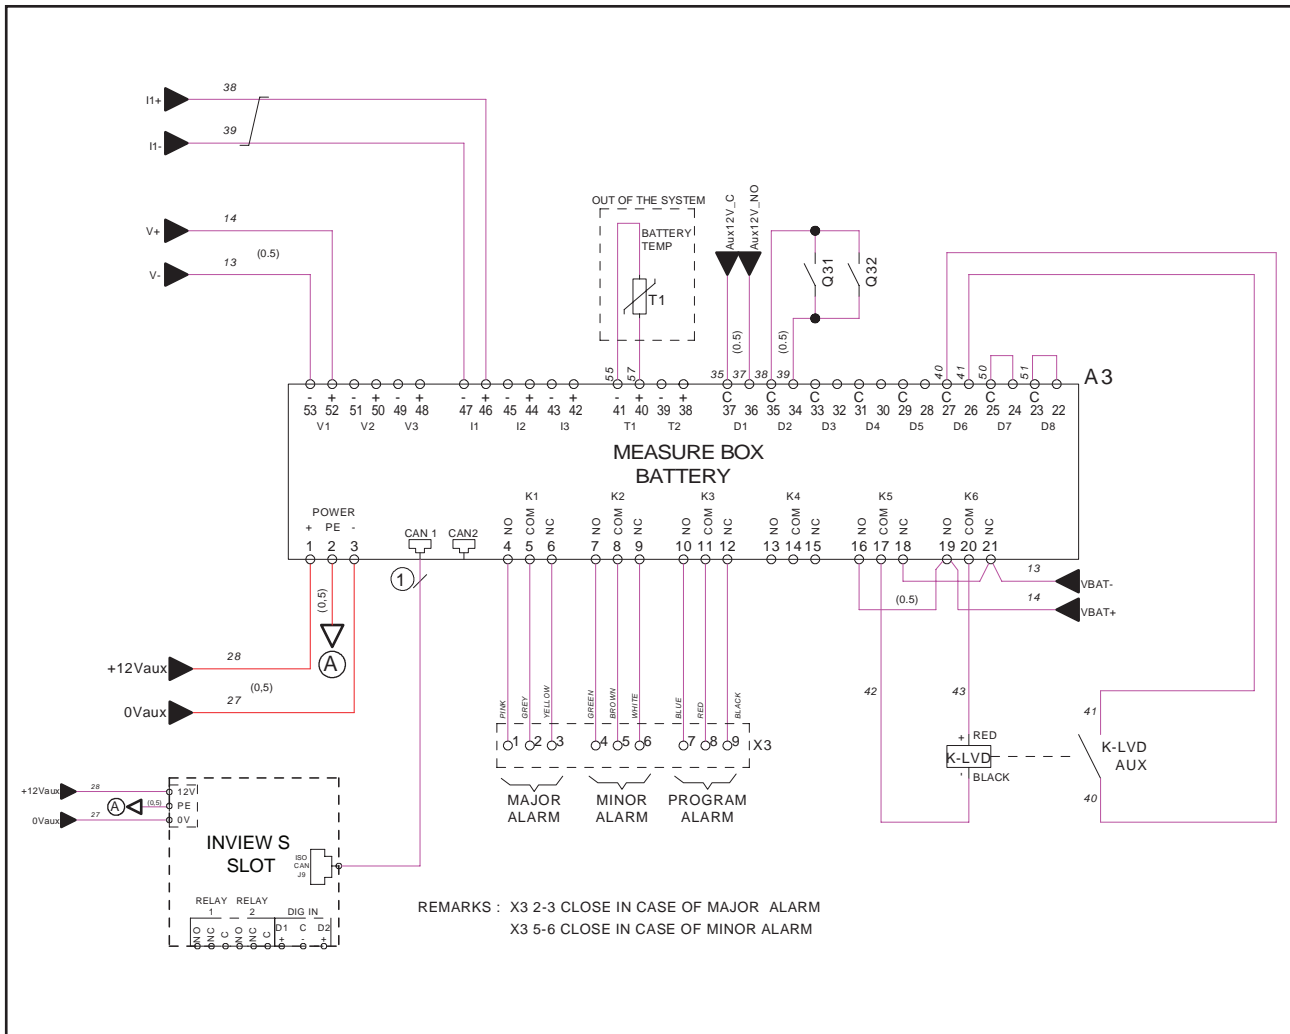 I1+ 38
I1- 39
V+ 14
(0.5)
V- 13
OUT OF THE SYSTEM
BATTERY
TEMP
T1
Aux12V_C
Aux12V_NO
Q31
Q32
55 57 35 (0.5) 37 38 (0.5) 39 40 41 50 51
A3
- + - + - + - + - + - + - + - + C C C C C C C C
53 52 51 50 49 48 47 46 45 44 43 42 41 40 39 38 37 36 35 34 33 32 31 30 29 28 27 26 25 24 23 22
V1 V2 V3 I1 I2 I3 T1 T2 D1 D2 D3 D4 D5 D6 D7 D8
MEASURE BOX
BATTERY
K1 K2 K3 K4 K5 K6
POWER
+ PE -
CAN 1 CAN2
NO COM NC NO COM NC NO COM NC NO COM NC NO COM NC NO COM NC
1 2 3 4 5 6 7 8 9 10 11 12 13 14 15 16 17 18 19 20 21
1
(0,5)
13 VBAT-
(0.5)
14 VBAT+
A
+12Vaux 28
(0,5)
0Vaux 27
42 43 41
PINK GREY YELLOW GREEN BROWN WHITE BLUE RED BLACK
1 2 3 4 5 6 7 8 9 X3
MAJOR
ALARM
MINOR
ALARM
PROGRAM
ALARM
+ RED
K-LVD
' BLACK
K-LVD
AUX
40
+12Vaux 28 12V
A (0,5) PE
0Vaux 27 0V
INVIEW S
SLOT
ISO
CAN
J9
RELAY RELAY
1 2 DIG IN
NO NC C NO NC C D1 C D2
+ - +
REMARKS : X3 2-3 CLOSE IN CASE OF MAJOR ALARM
X3 5-6 CLOSE IN CASE OF MINOR ALARM